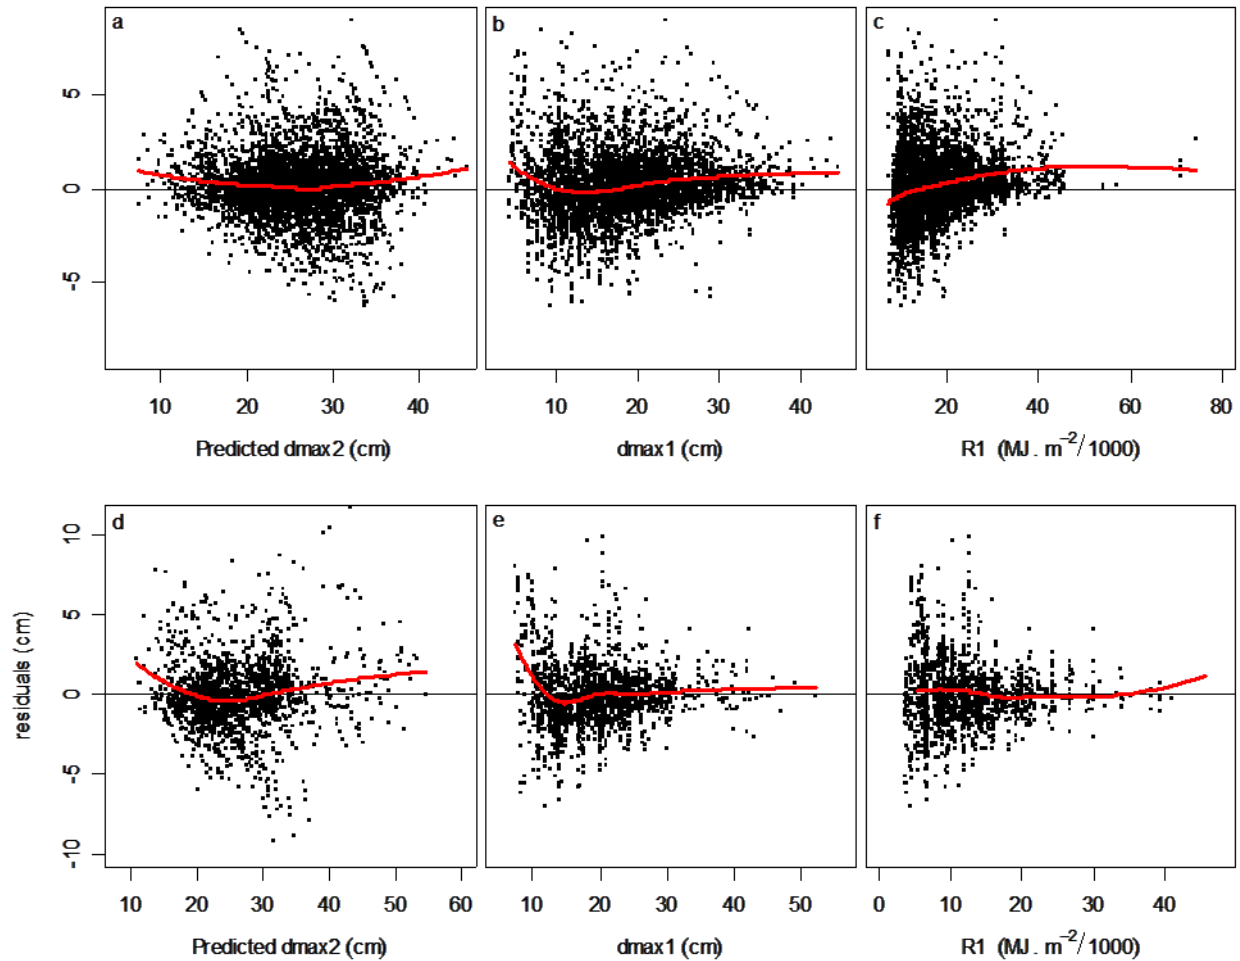 a
b
c
5
0
-5
10 20 30 40
10 20 30 40
20 40 60 80
Predicted dmax2 (cm)
dmax1 (cm)
R1 (MJ. m⁻²/1000)
d
e
f
residuals (cm)
10
5
0
-5
-10
10 20 30 40 50 60
10 20 30 40 50
0 10 20 30 40
Predicted dmax2 (cm)
dmax1 (cm)
R1 (MJ. m⁻²/1000)